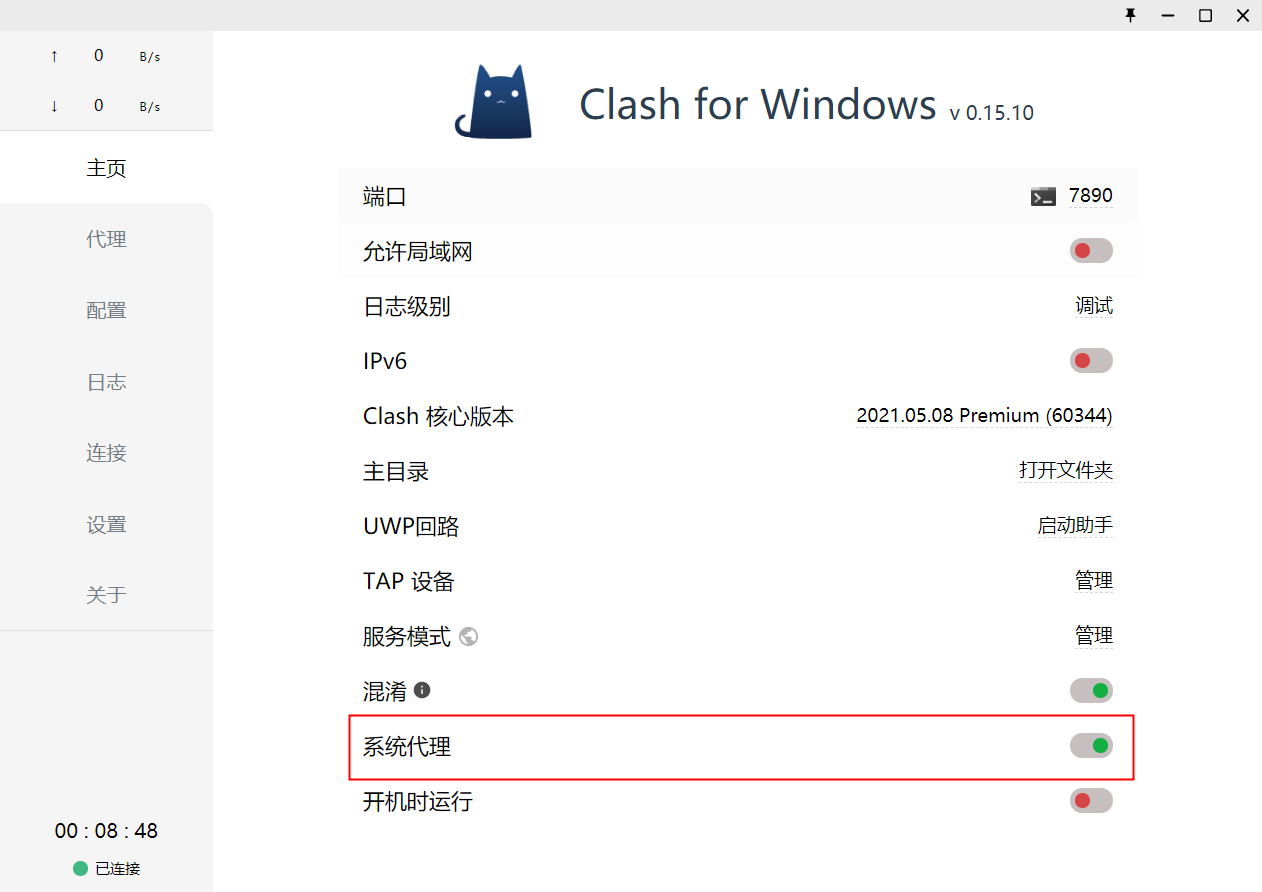 ↑ 0 B/s
↓ 0 B/s
主页
代理
配置
日志
连接
设置
关于
00 : 08 : 48
已连接
Clash for Windows v 0.15.10
端口 7890
允许局域网
日志级别 调试
IPv6
Clash 核心版本 2021.05.08 Premium (60344)
主目录 打开文件夹
UWP回路 启动助手
TAP 设备 管理
服务模式 管理
混淆
系统代理
开机时运行